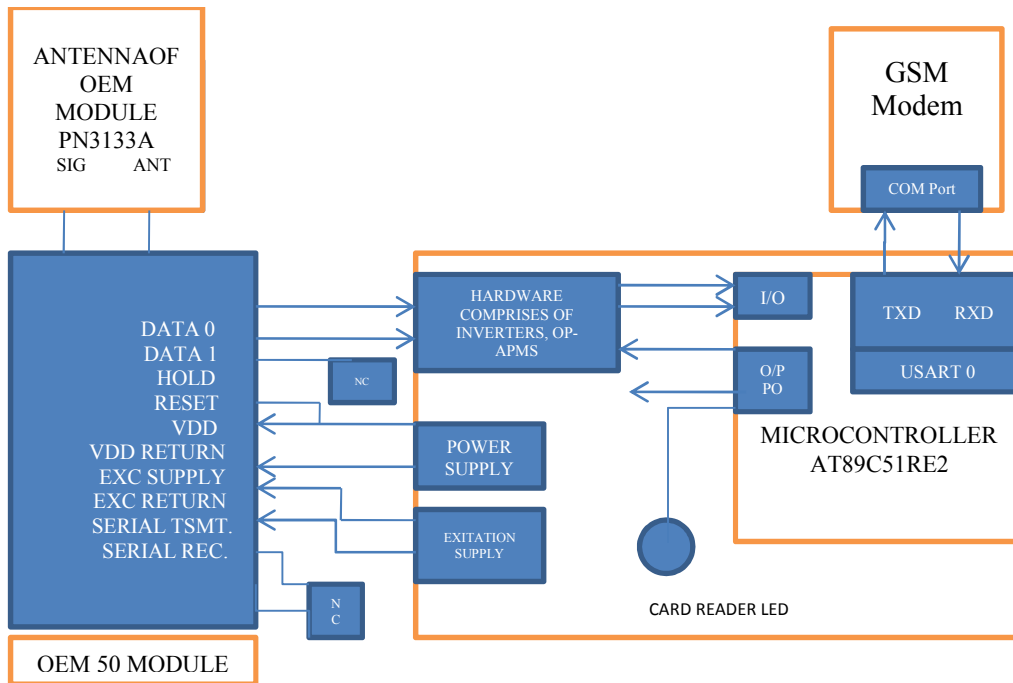 ANTENNAOF
OEM
MODULE
PN3133A
SIG ANT
GSM
Modem
COM Port
DATA 0
DATA 1
HOLD
RESET
VDD
VDD RETURN
EXC SUPPLY
EXC RETURN
SERIAL TSMT.
SERIAL REC.
OEM 50 MODULE
NC
N
C
HARDWARE
COMPRISES OF
INVERTERS, OP-
APMS
POWER
SUPPLY
EXITATION
SUPPLY
CARD READER LED
I/O
O/P
PO
TXD RXD
USART 0
MICROCONTROLLER
AT89C51RE2